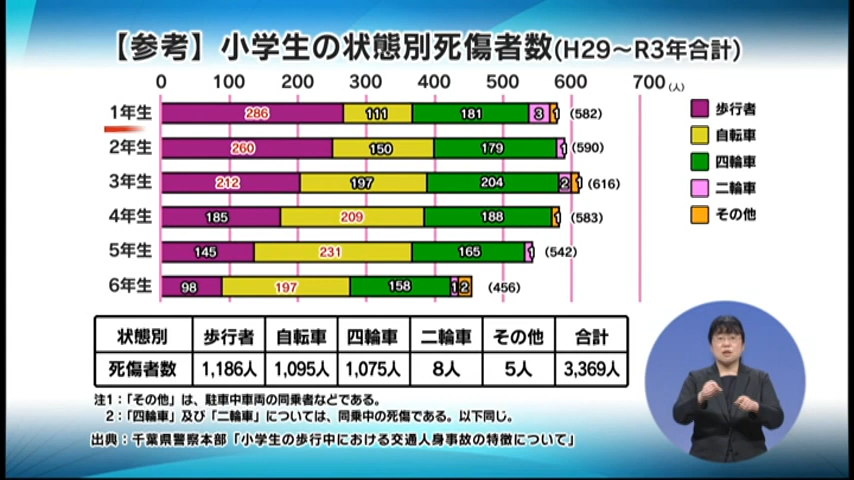 【参考】小学生の状態別死傷者数(H29～R3年合計)
0 100 200 300 400 500 600 700(人)
1年生 286 111 181 3 1 (582)
2年生 260 150 179 1 (590)
3年生 212 197 204 2 1 (616)
4年生 185 209 188 1 (583)
5年生 145 231 165 1 (542)
6年生 98 197 158 1 2 (456)
歩行者
自転車
四輪車
二輪車
その他
状態別 歩行者 自転車 四輪車 二輪車 その他 合計
死傷者数 1,186人 1,095人 1,075人 8人 5人 3,369人
注1：「その他」は、駐車中車両の同乗者などである。
2：「四輪車」及び「二輪車」については、同乗中の死傷である。以下同じ。
出典：千葉県警察本部「小学生の歩行中における交通人身事故の特徴について」